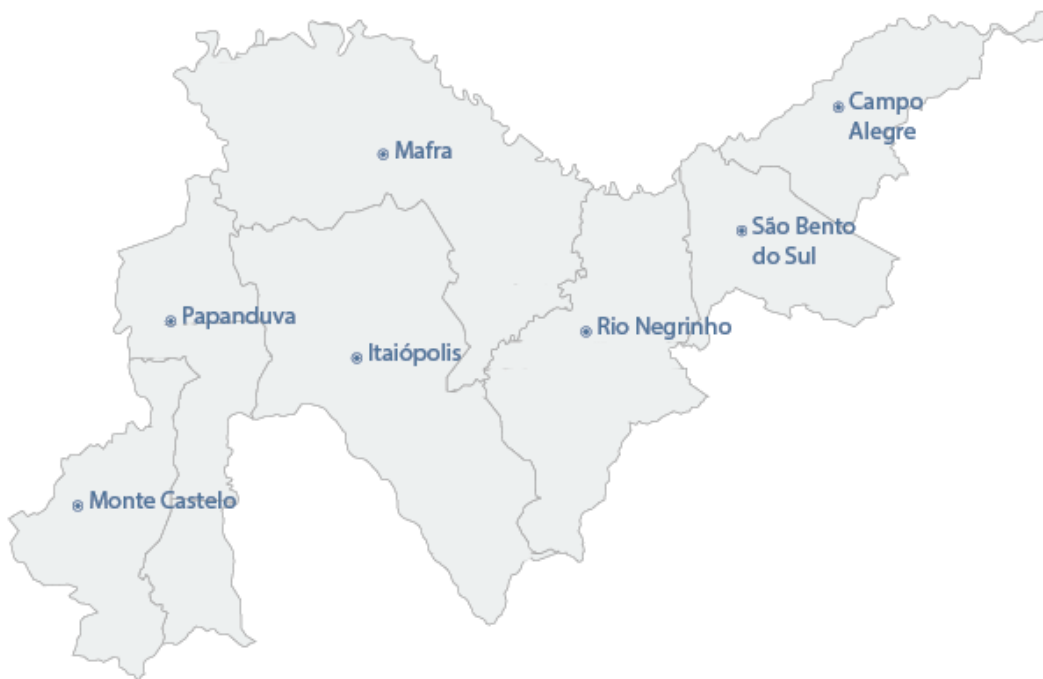 Campo
Alegre
Mafra
São Bento
do Sul
Papanduva
Rio Negrinho
Itaiópolis
Monte Castelo